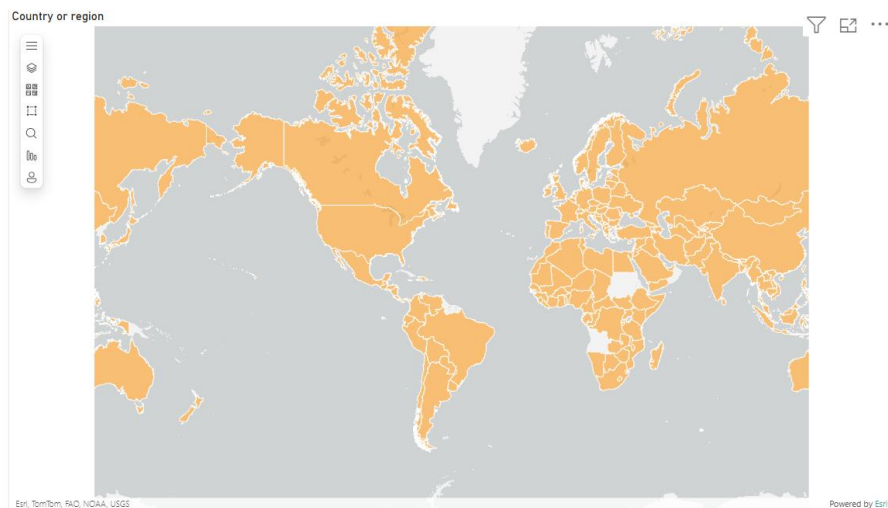 Country or region
Esri, TomTom, FAO, NOAA, USGS
Powered by Esri